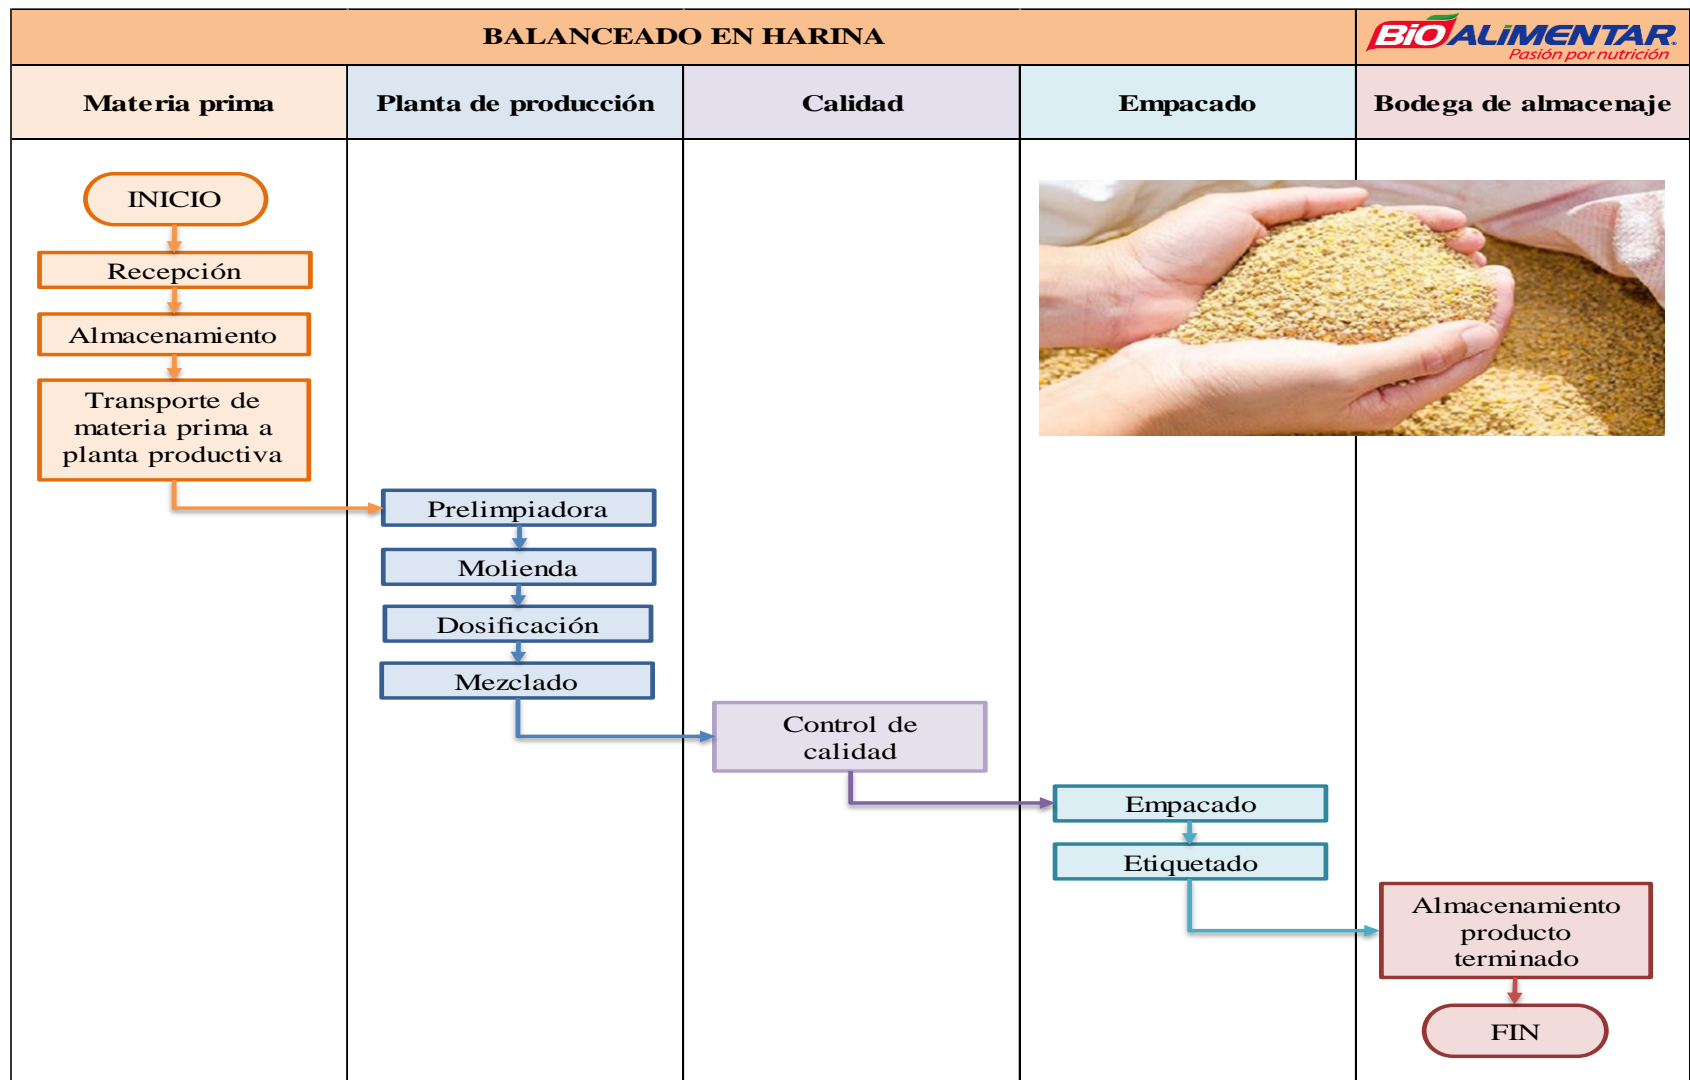 BALANCEADO EN HARINA
BiO ALiMENTAR
Pasión por nutrición
Materia prima
Planta de producción
Calidad
Empacado
Bodega de almacenaje
INICIO
Recepción
Almacenamiento
Transporte de
materia prima a
planta productiva
Prelimpiadora
Molienda
Dosificación
Mezclado
Control de
calidad
Empacado
Etiquetado
Almacenamiento
producto
terminado
FIN